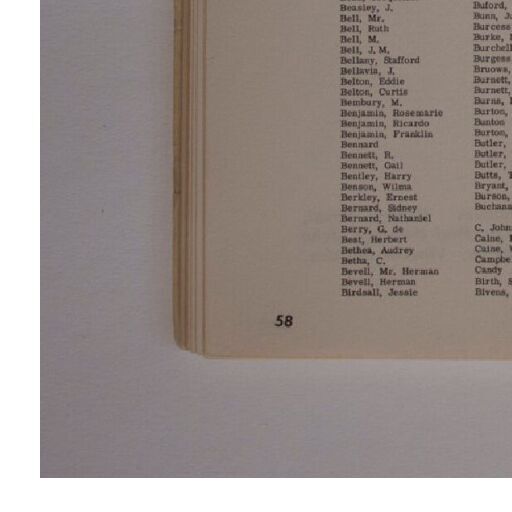 Beasley, J.
Bell, Mr.
Bell, Ruth
Bell, M.
Bell, J. M.
Bellany, Stafford
Bellavia, J.
Belton, Eddie
Belton, Curtis
Bembury, M.
Benjamin, Rosemarie
Benjamin, Ricardo
Benjamin, Franklin
Bennard
Bennett, R.
Bennett, Gail
Bentley, Harry
Benson, Wilma
Berkley, Ernest
Bernard, Sidney
Bernard, Nathaniel
Berry, G. de
Best, Herbert
Bethea, Audrey
Betha, C.
Bevell, Mr. Herman
Bevell, Herman
Birdsall, Jessie
Buford,
Bunn,
Burcess
Burke,
Burchell
Burgess
Bruows,
Burnett,
Burnett,
Burns,
Burton,
Bunton
Burton,
Butler,
Butler,
Butler,
Butts,
Bryant,
Burson,
Buchana
C. John
Caine,
Caine,
Campbe
Candy
Birth,
Bivens,
58